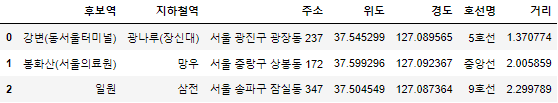 후보역 지하철역 주소 위도 경도 호선명 거리
0 강변(동서울터미널) 광나루(장신대) 서울 광진구 광장동 237 37.545299 127.089565 5호선 1.370774
1 봉화산(서울의료원) 망우 서울 중랑구 상봉동 172 37.599296 127.092367 중앙선 2.005859
2 일원 삼전 서울 송파구 잠실동 347 37.504549 127.087364 9호선 2.299789